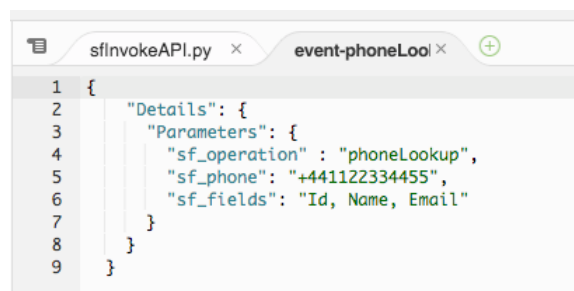 sfInvokeAPI.py × event-phoneLool ×
1 {
2 "Details": {
3 "Parameters": {
4 "sf_operation" : "phoneLookup",
5 "sf_phone": "+441122334455",
6 "sf_fields": "Id, Name, Email"
7 }
8 }
9 }